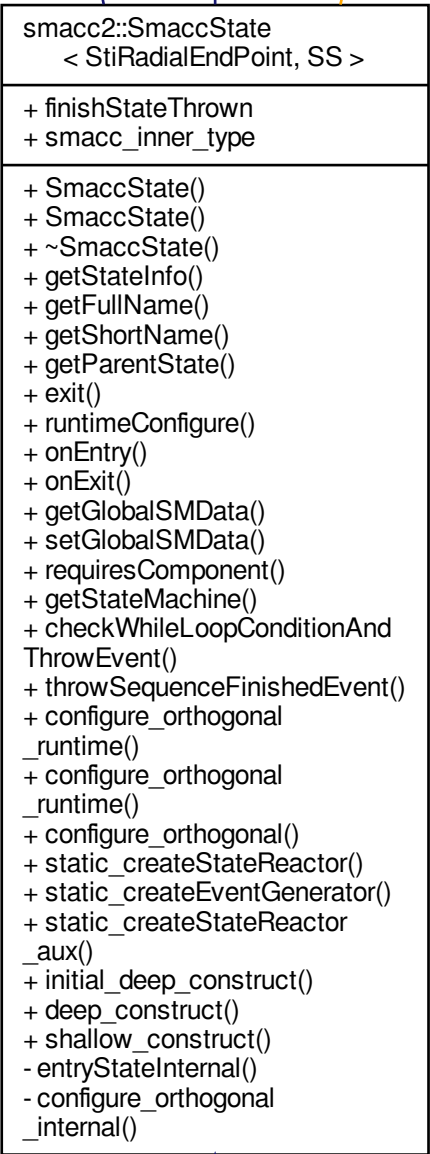 smacc2::SmaccState
< StiRadialEndPoint, SS >
+ finishStateThrown
+ smacc_inner_type
+ SmaccState()
+ SmaccState()
+ ~SmaccState()
+ getStateInfo()
+ getFullName()
+ getShortName()
+ getParentState()
+ exit()
+ runtimeConfigure()
+ onEntry()
+ onExit()
+ getGlobalSMData()
+ setGlobalSMData()
+ requiresComponent()
+ getStateMachine()
+ checkWhileLoopConditionAnd
ThrowEvent()
+ throwSequenceFinishedEvent()
+ configure_orthogonal
_runtime()
+ configure_orthogonal
_runtime()
+ configure_orthogonal()
+ static_createStateReactor()
+ static_createEventGenerator()
+ static_createStateReactor
_aux()
+ initial_deep_construct()
+ deep_construct()
+ shallow_construct()
- entryStateInternal()
- configure_orthogonal
_internal()